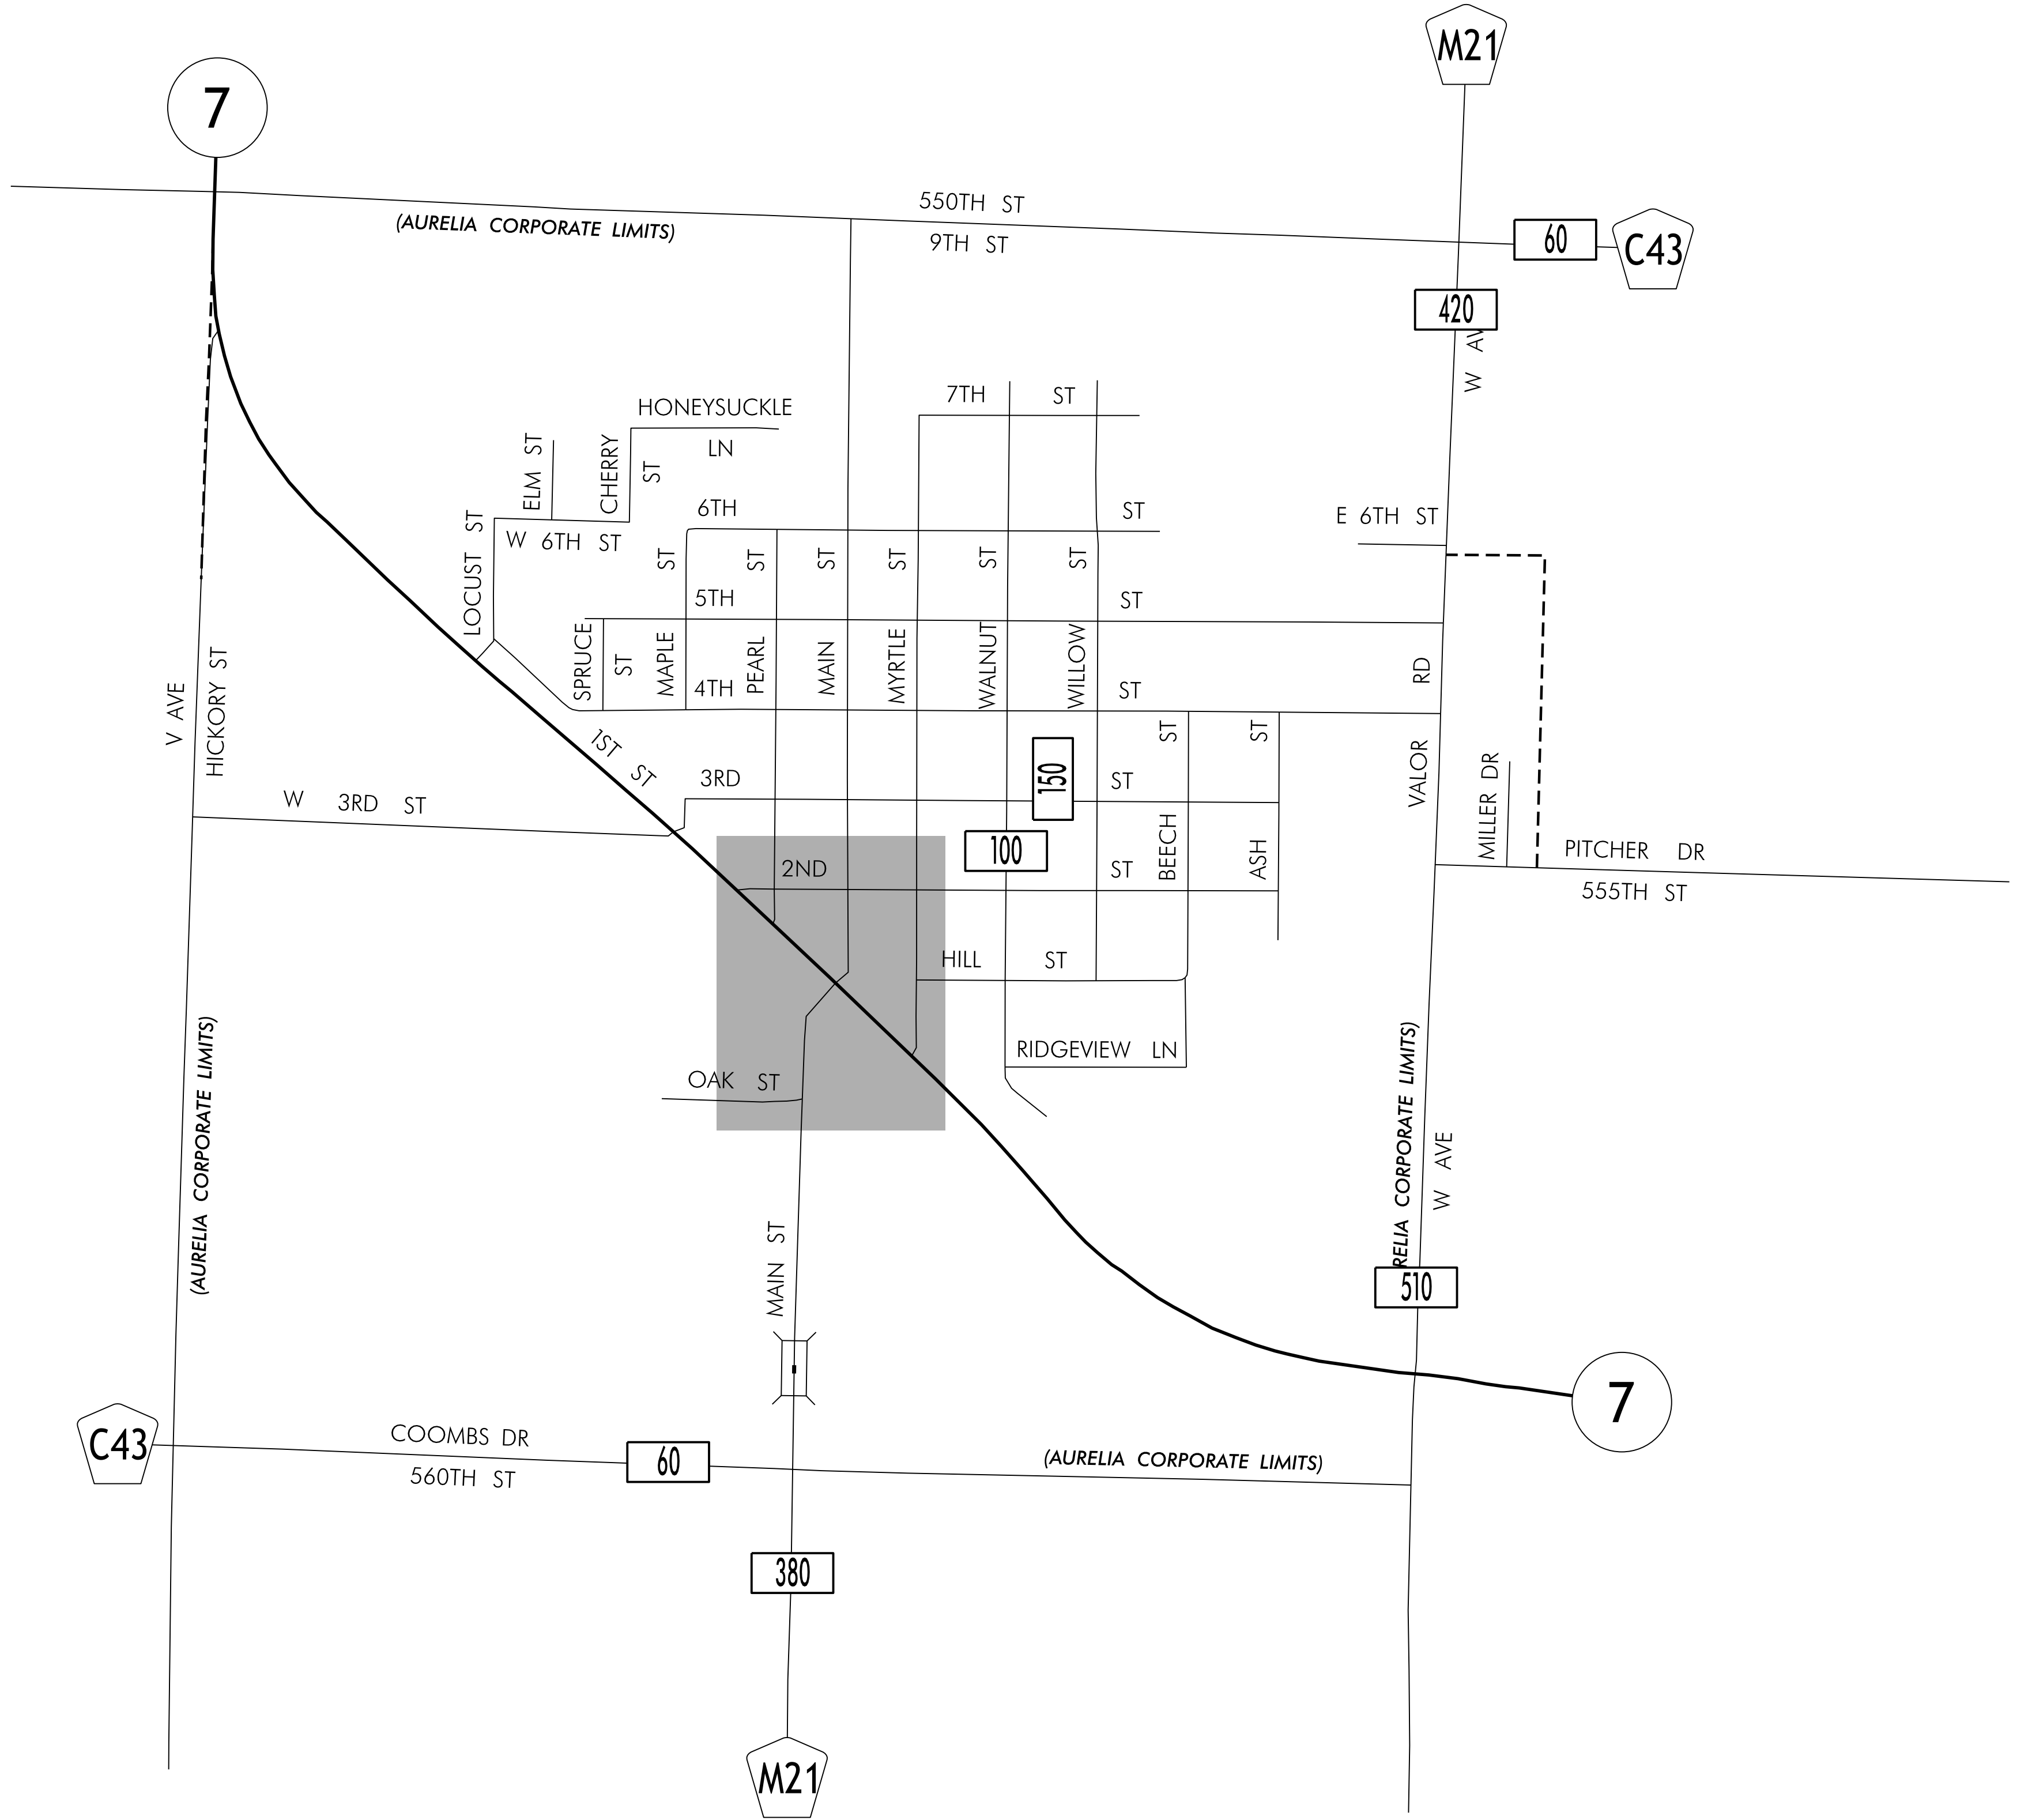 M21
7
550TH ST
(AURELIA CORPORATE LIMITS)
9TH ST
60
C43
420
W AV
HONEYSUCKLE
LN
7TH ST
ELM ST
CHERRY
ST
6TH ST
W 6TH ST
LOCUST ST
E 6TH ST
MAPLE ST
PEARL ST
MAIN ST
MYRTLE ST
WALNUT ST
WILLOW ST
5TH ST
SPRUCE
ST
4TH ST
V AVE
HICKORY ST
1ST ST
VALOR RD
BEECH ST
ASH ST
MILLER DR
150
3RD ST
W 3RD ST
100
2ND ST
PITCHER DR
555TH ST
HILL ST
RIDGEVIEW LN
OAK ST
(AURELIA CORPORATE LIMITS)
RELIA CORPORATE LIMITS)
W AVE
MAIN ST
510
7
C43
COOMBS DR
560TH ST
60
(AURELIA CORPORATE LIMITS)
380
M21